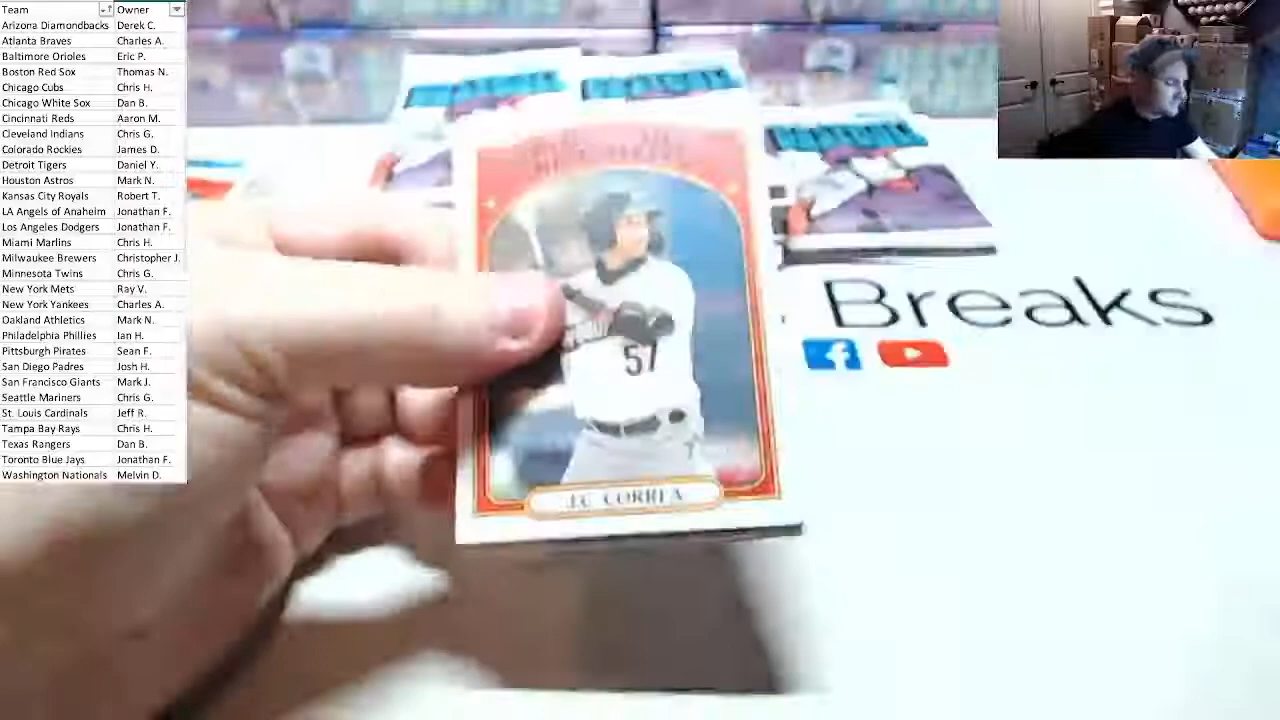 Team Owner
Arizona Diamondbacks Derek C.
Atlanta Braves Charles A.
Baltimore Orioles Eric P.
Boston Red Sox Thomas N.
Chicago Cubs Chris H.
Chicago White Sox Dan B.
Cincinnati Reds Aaron M.
Cleveland Indians Chris G.
Colorado Rockies James D.
Detroit Tigers Daniel Y.
Houston Astros Mark N.
Kansas City Royals Robert T.
LA Angels of Anaheim Jonathan F.
Los Angeles Dodgers Jonathan F.
Miami Marlins Chris H.
Milwaukee Brewers Christopher J.
Minnesota Twins Chris G.
New York Mets Ray V.
New York Yankees Charles A.
Oakland Athletics Mark N.
Philadelphia Phillies Ian H.
Pittsburgh Pirates Sean F.
San Diego Padres Josh H.
San Francisco Giants Mark J.
Seattle Mariners Chris G.
St. Louis Cardinals Jeff R.
Tampa Bay Rays Chris H.
Texas Rangers Dan B.
Toronto Blue Jays Jonathan F.
Washington Nationals Melvin D.
Breaks
57
J.C. CORREA